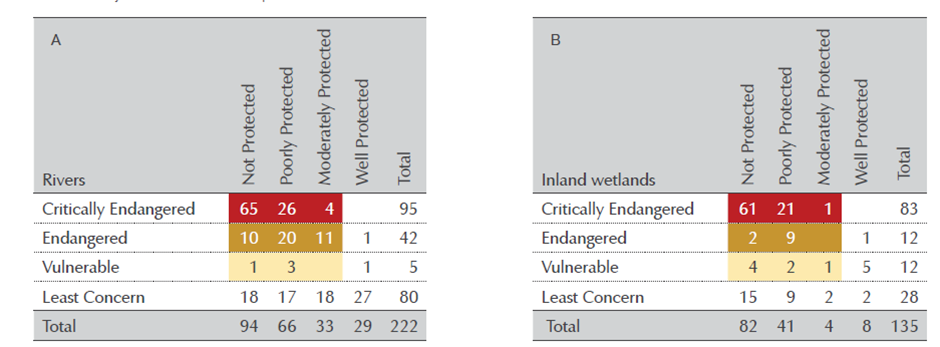 A
Rivers Not Protected Poorly Protected Moderately Protected Well Protected Total
Critically Endangered 65 26 4 95
Endangered 10 20 11 1 42
Vulnerable 1 3 1 5
Least Concern 18 17 18 27 80
Total 94 66 33 29 222
B
Inland wetlands Not Protected Poorly Protected Moderately Protected Well Protected Total
Critically Endangered 61 21 1 83
Endangered 2 9 1 12
Vulnerable 4 2 1 5 12
Least Concern 15 9 2 2 28
Total 82 41 4 8 135